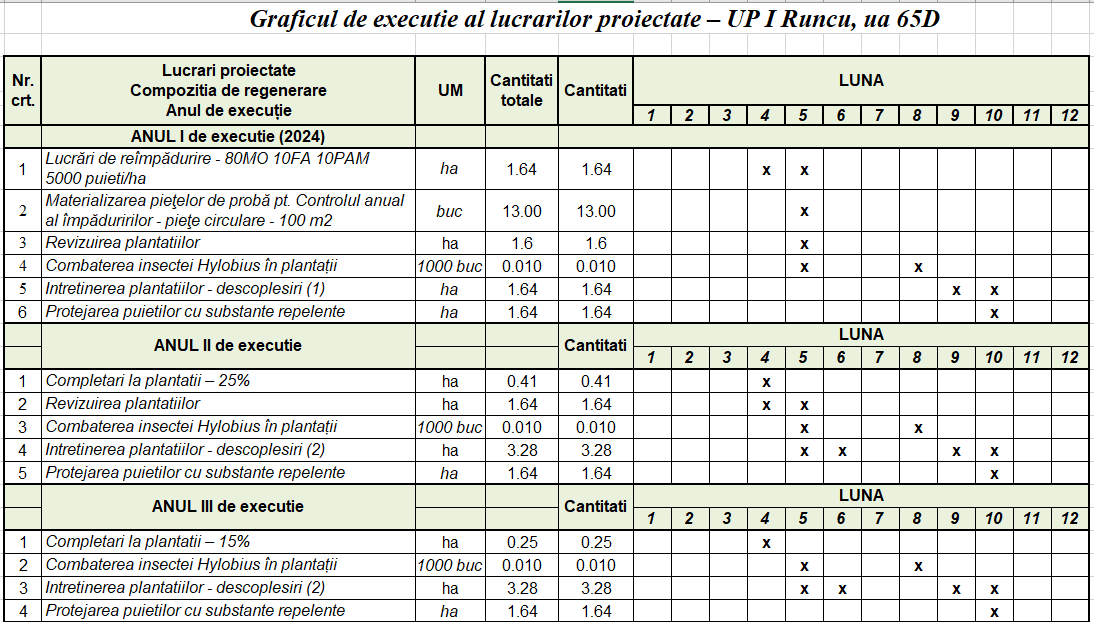 Graficul de executie al lucrarilor proiectate – UP I Runcu, ua 65D
Nr. crt. Lucrari proiectate Compozitia de regenerare Anul de execuție UM Cantitati totale Cantitati LUNA
1 2 3 4 5 6 7 8 9 10 11 12
ANUL I de executie (2024)
1 Lucrări de reîmpădurire - 80MO 10FA 10PAM 5000 puieti/ha ha 1.64 1.64 x x
2 Materializarea piețelor de probă pt. Controlul anual al împăduririlor - piețe circulare - 100 m2 buc 13.00 13.00 x
3 Revizuirea plantatiilor ha 1.6 1.6 x
4 Combaterea insectei Hylobius în plantații 1000 buc 0.010 0.010 x x
5 Intretinerea plantatiilor - descoplesiri (1) ha 1.64 1.64 x x
6 Protejarea puietilor cu substante repelente ha 1.64 1.64 x
ANUL II de executie Cantitati LUNA
1 2 3 4 5 6 7 8 9 10 11 12
1 Completari la plantatii – 25% ha 0.41 0.41 x
2 Revizuirea plantatiilor ha 1.64 1.64 x x
3 Combaterea insectei Hylobius în plantații 1000 buc 0.010 0.010 x x
4 Intretinerea plantatiilor - descoplesiri (2) ha 3.28 3.28 x x x x
5 Protejarea puietilor cu substante repelente ha 1.64 1.64 x
ANUL III de executie Cantitati LUNA
1 2 3 4 5 6 7 8 9 10 11 12
1 Completari la plantatii – 15% ha 0.25 0.25 x
2 Combaterea insectei Hylobius în plantații 1000 buc 0.010 0.010 x x
3 Intretinerea plantatiilor - descoplesiri (2) ha 3.28 3.28 x x x x
4 Protejarea puietilor cu substante repelente ha 1.64 1.64 x